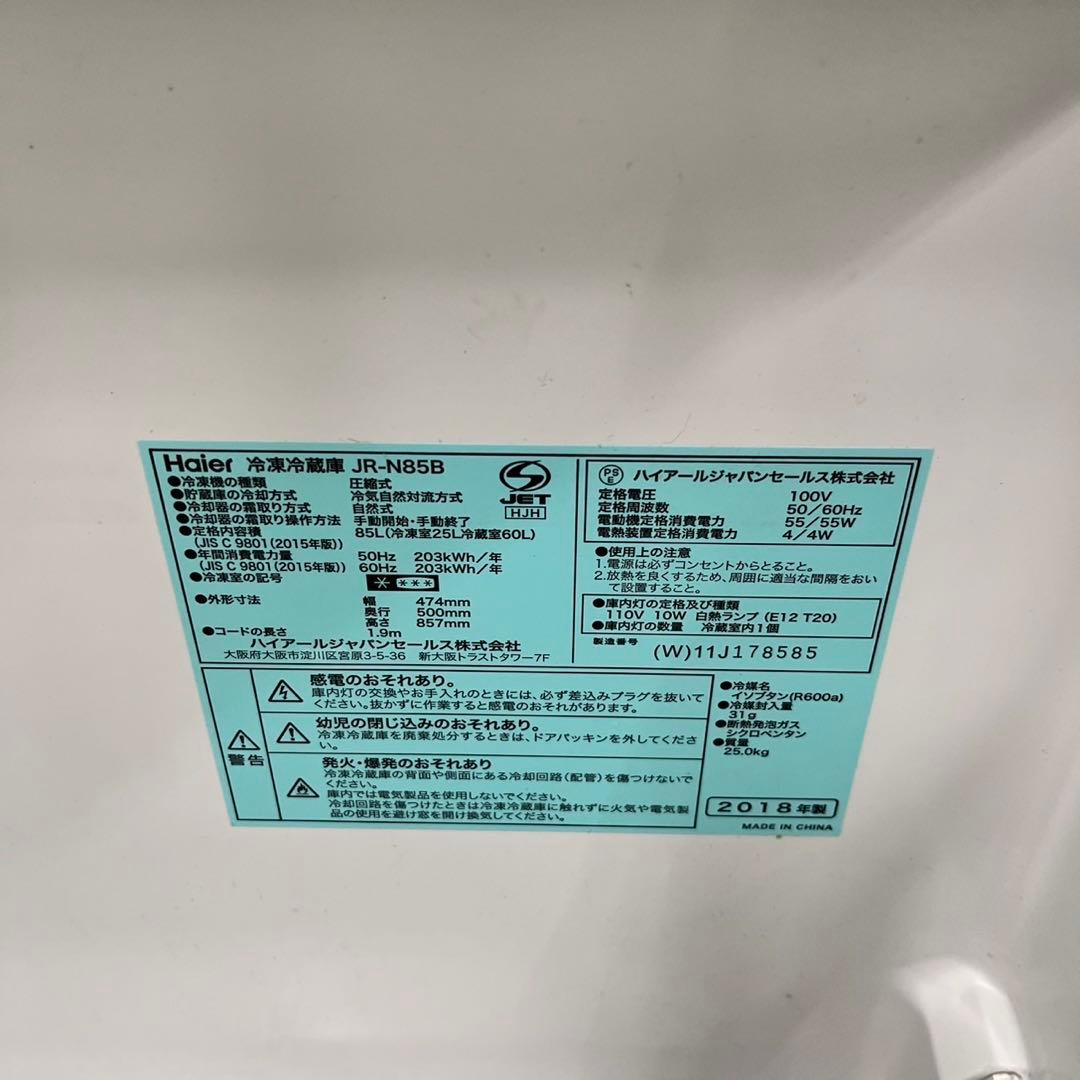 Haier 冷凍冷蔵庫 JR-N85B
●冷凍機の種類 圧縮式
●貯蔵庫の冷却方式 冷気自然対流方式
●冷却器の霜取り方式 自然式
●冷却器の霜取り操作方法 手動開始・手動終了
●定格内容積 85L(冷凍室25L冷蔵室60L)
(JIS C 9801(2015年版))
●年間消費電力量 50Hz 203kWh/年
(JIS C 9801(2015年版)) 60Hz 203kWh/年
●冷凍室の記号 * ***
●外形寸法 幅 474mm
奥行 500mm
高さ 857mm
●コードの長さ 1.9m
ハイアールジャパンセールス株式会社
大阪府大阪市淀川区宮原3-5-36 新大阪トラストタワー7F
S
JET
HJH
PS
E
ハイアールジャパンセールス株式会社
定格電圧 100V
定格周波数 50/60Hz
電動機定格消費電力 55/55W
電熱装置定格消費電力 4/4W
●使用上の注意
1.電源は必ずコンセントからとること。
2.放熱を良くするため、周囲に適当な間隔をおい
て設置すること。
●庫内灯の定格及び種類
110V 10W 白熱ランプ(E12 T20)
●庫内灯の数量 冷蔵室内1個
製造番号
(W)11J178585
警告
感電のおそれあり。
庫内灯の交換やお手入れのときには、必ず差込みプラグを抜いて
ください。抜かずに作業すると感電のおそれがあります。
幼児の閉じ込みのおそれあり。
冷凍冷蔵庫を廃棄処分するときは、ドアパッキンを外してくださ
い。
発火・爆発のおそれあり
冷凍冷蔵庫の背面や側面にある冷却回路(配管)を傷つけないで
ください。
庫内では電気製品を使用しないでください。
冷却回路を傷つけたときは冷凍冷蔵庫に触れずに火気や電気製
品の使用を避け窓を開け換気してください。
●冷媒名
イソブタン(R600a)
●冷媒封入量
31g
●断熱発泡ガス
シクロペンタン
●質量
25.0kg
2018年製
MADE IN CHINA